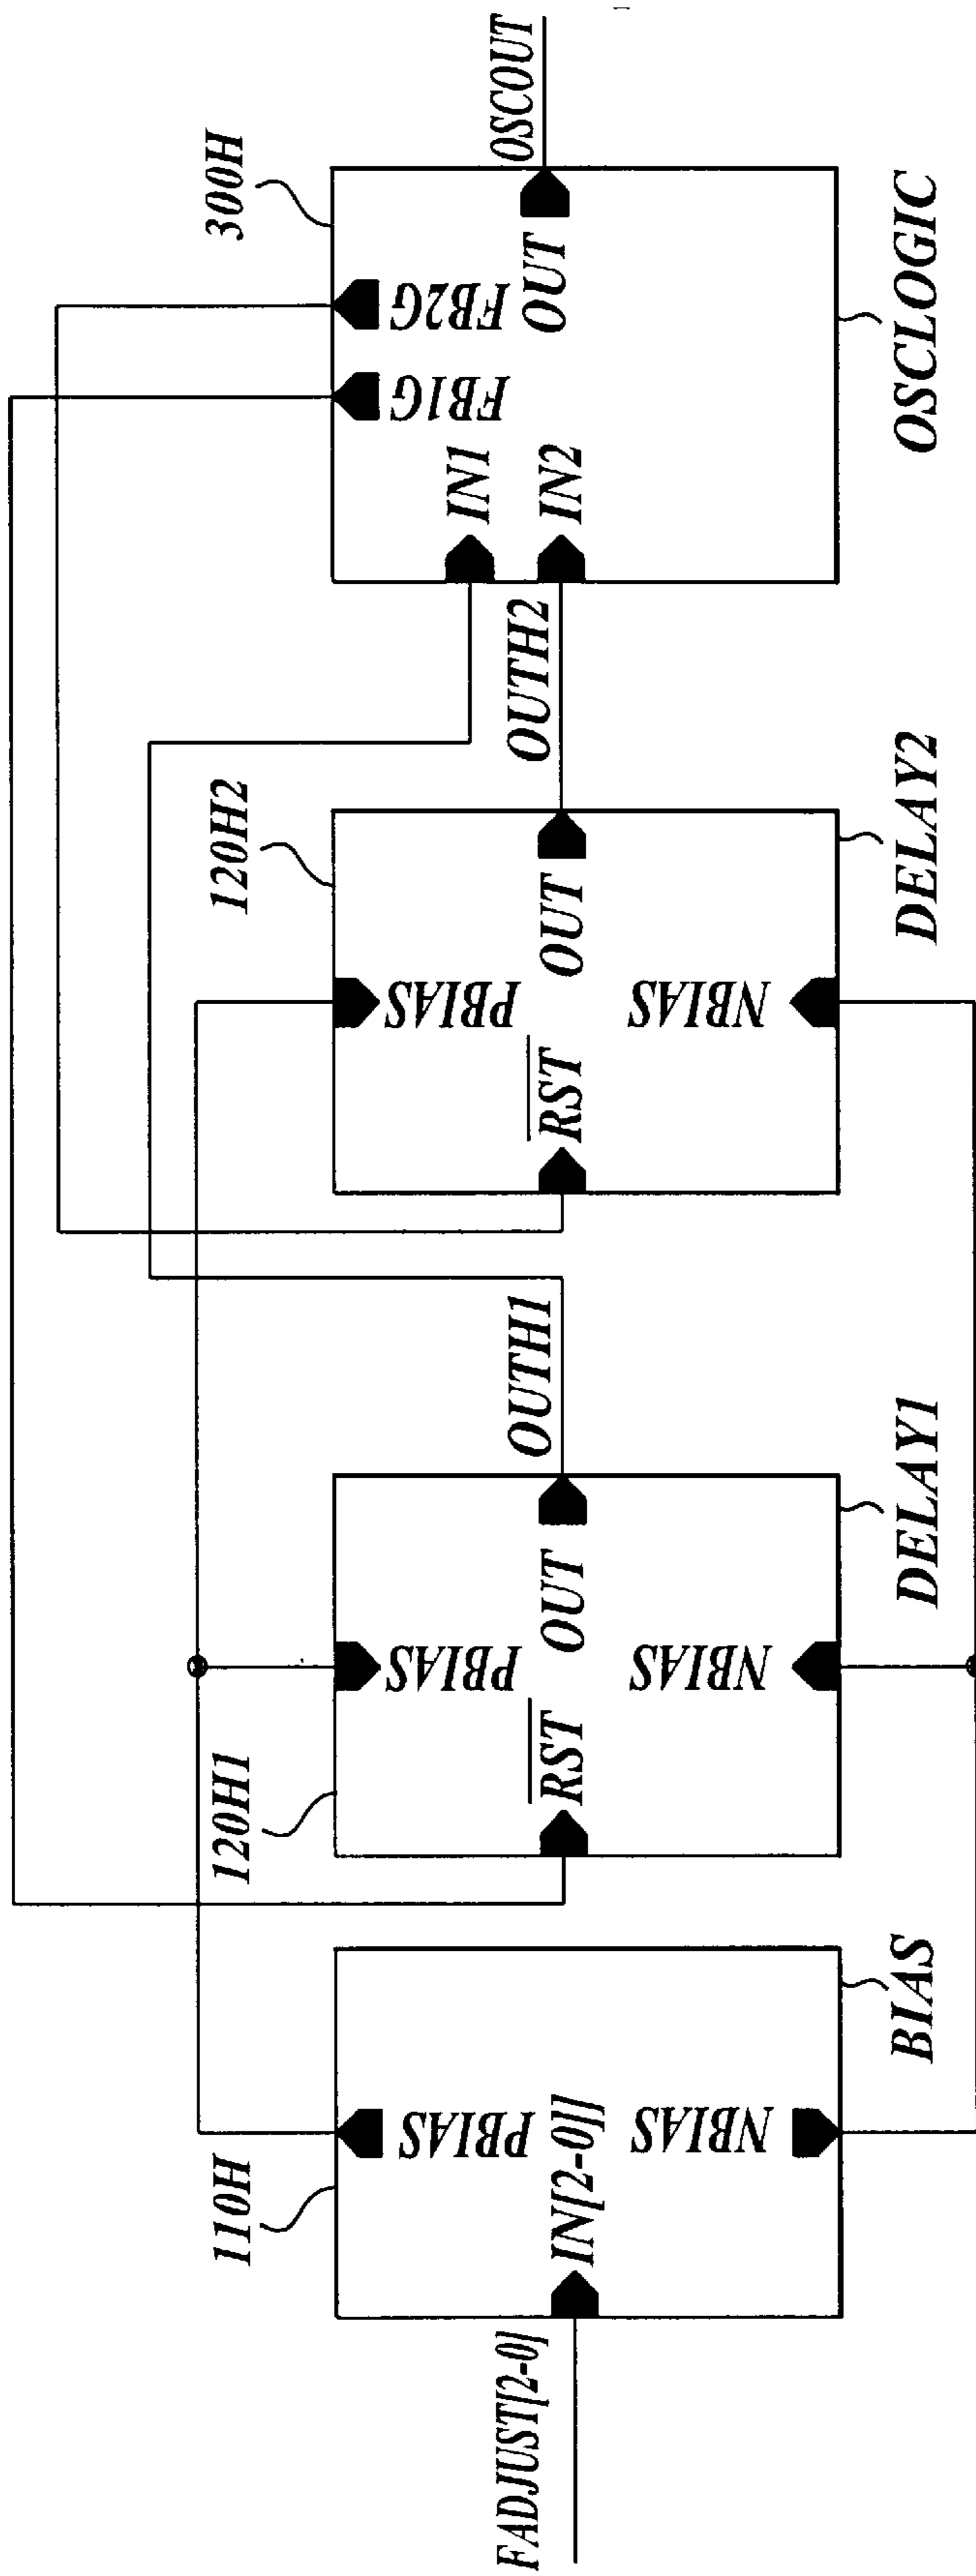 FADJUST[2-0]
110H
PBIAS
IN[2-0]]
NBIAS
BIAS
120H1
PBIAS
RST
OUT
NBIAS
DELAY1
OUTH1
120H2
PBIAS
RST
OUT
NBIAS
DELAY2
OUTH2
300H
FB1G
FB2G
IN1
IN2
OUT
OSCLOGIC
OSCOUT